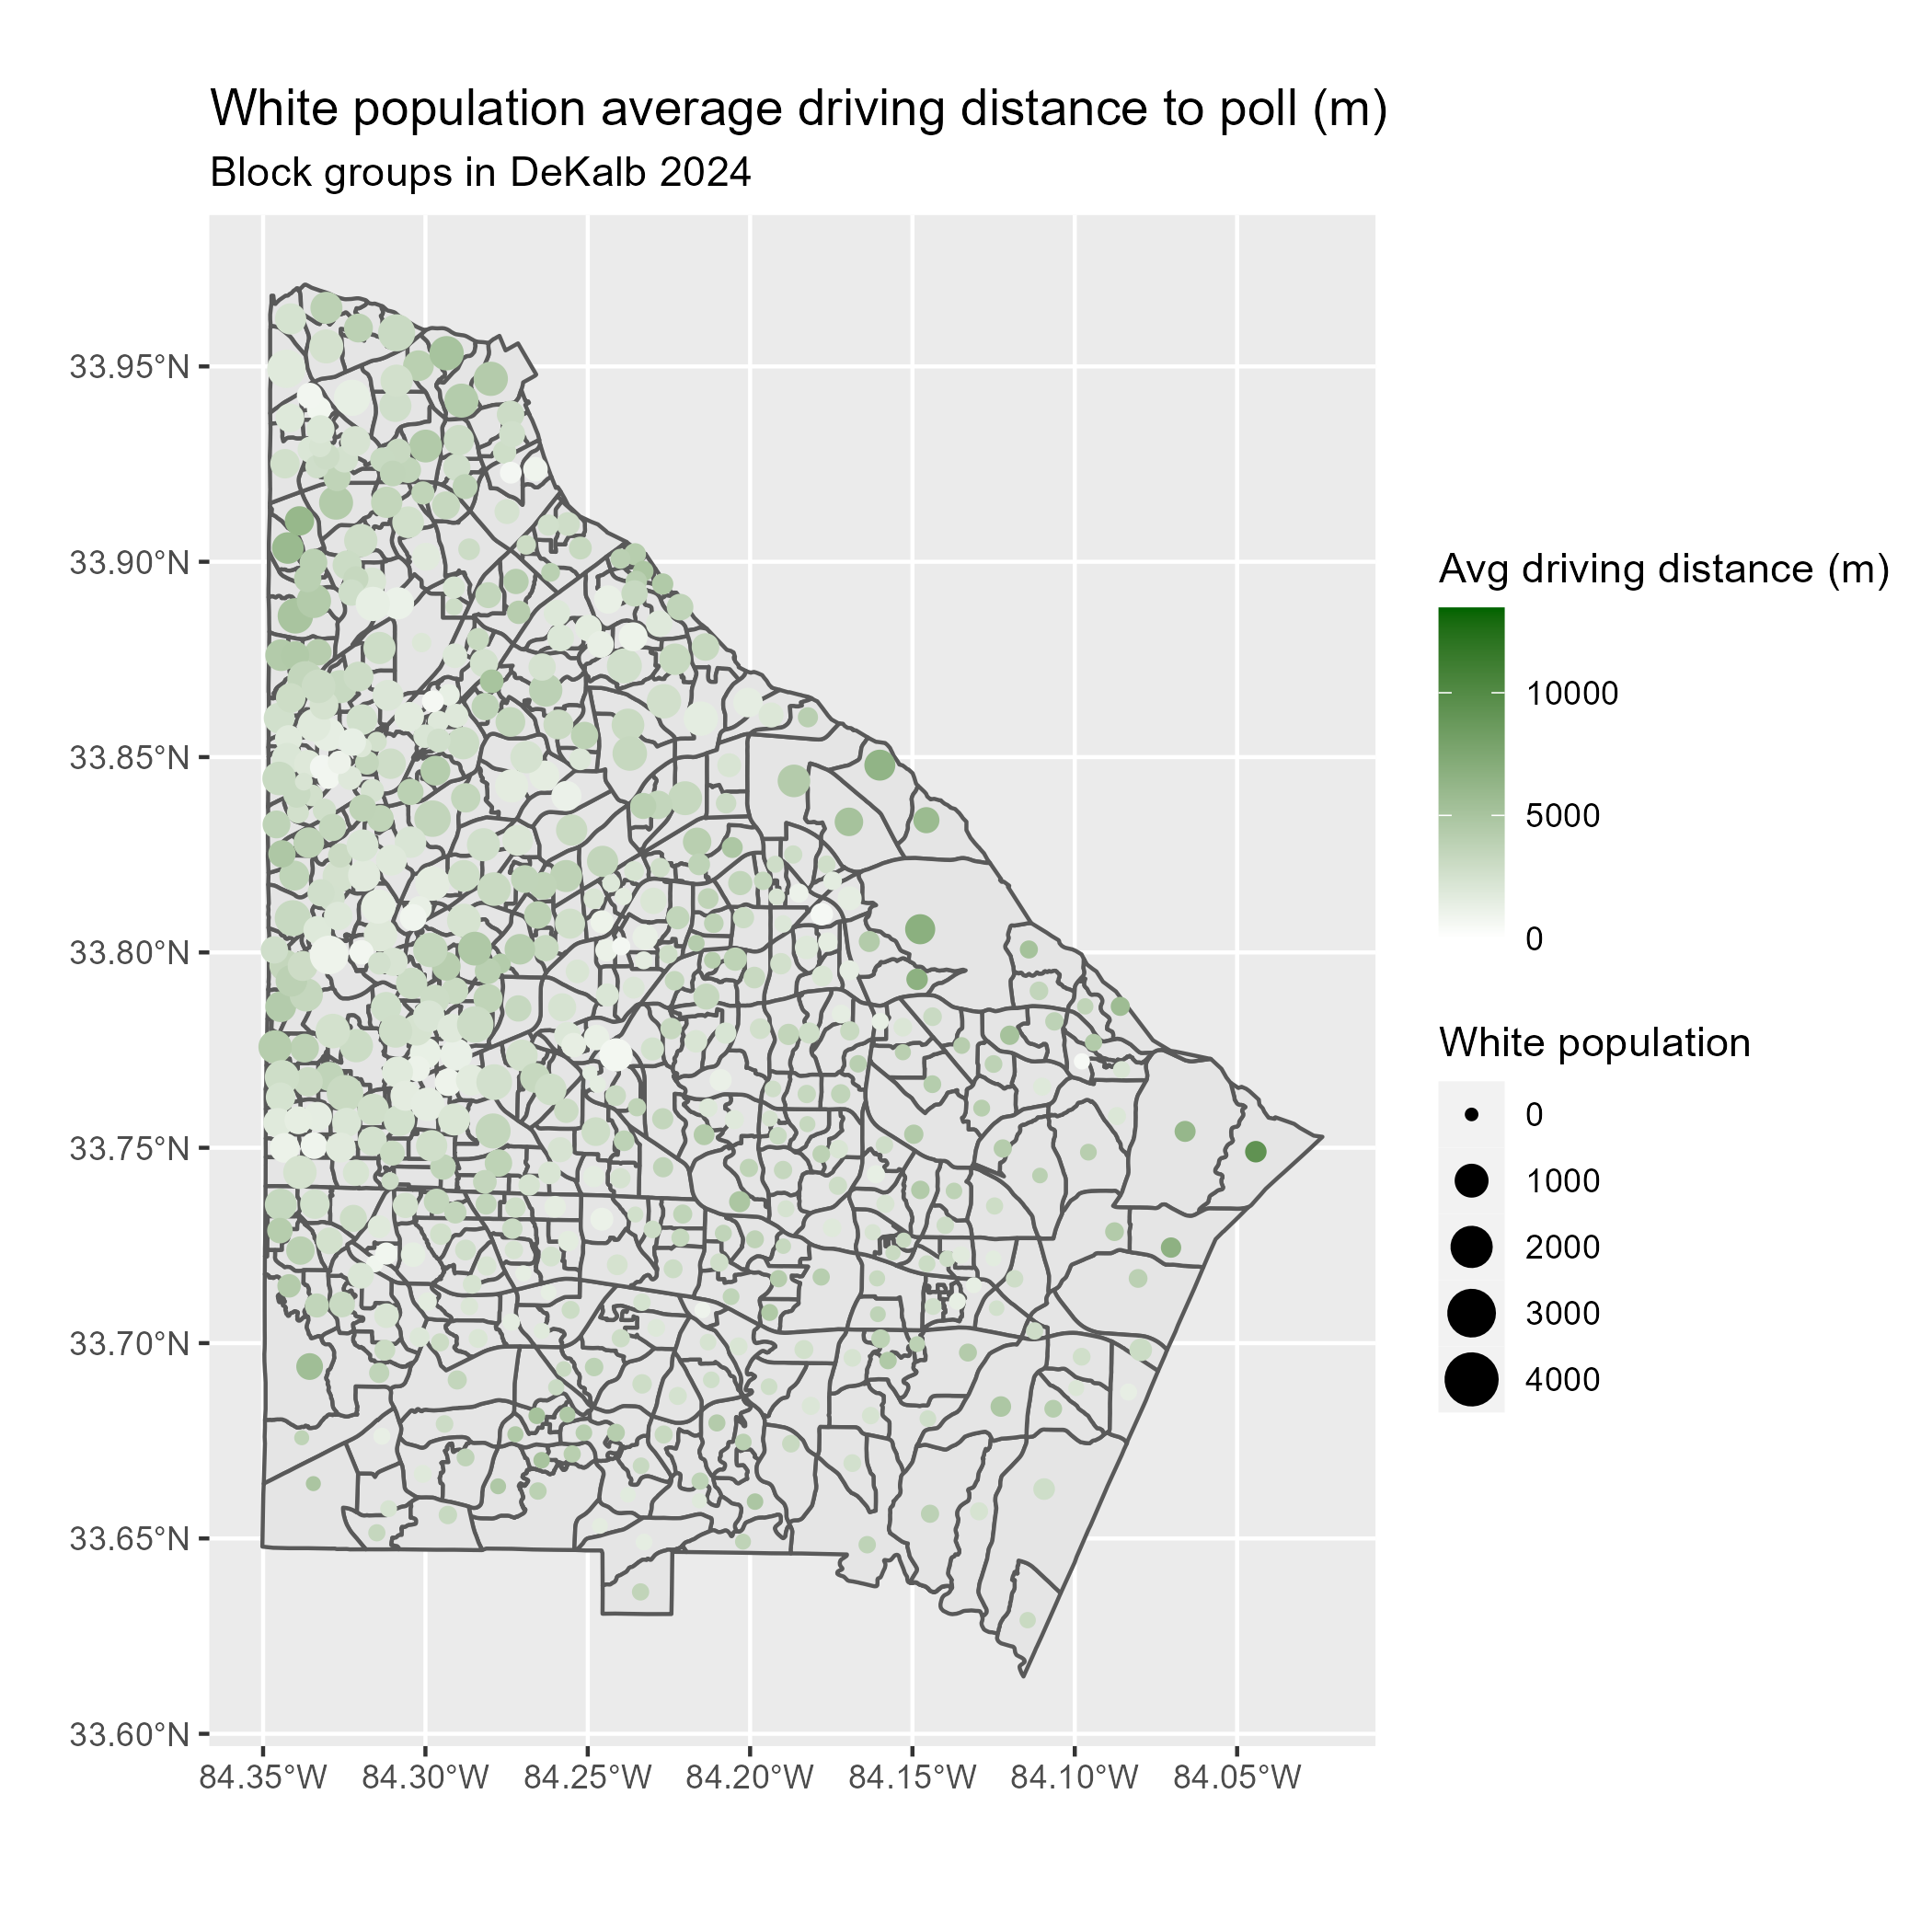 White population average driving distance to poll (m)
Block groups in DeKalb 2024
33.95°N
33.90°N
33.85°N
33.80°N
33.75°N
33.70°N
33.65°N
33.60°N
84.35°W
84.30°W
84.25°W
84.20°W
84.15°W
84.10°W
84.05°W
Avg driving distance (m)
10000
5000
0
White population
0
1000
2000
3000
4000